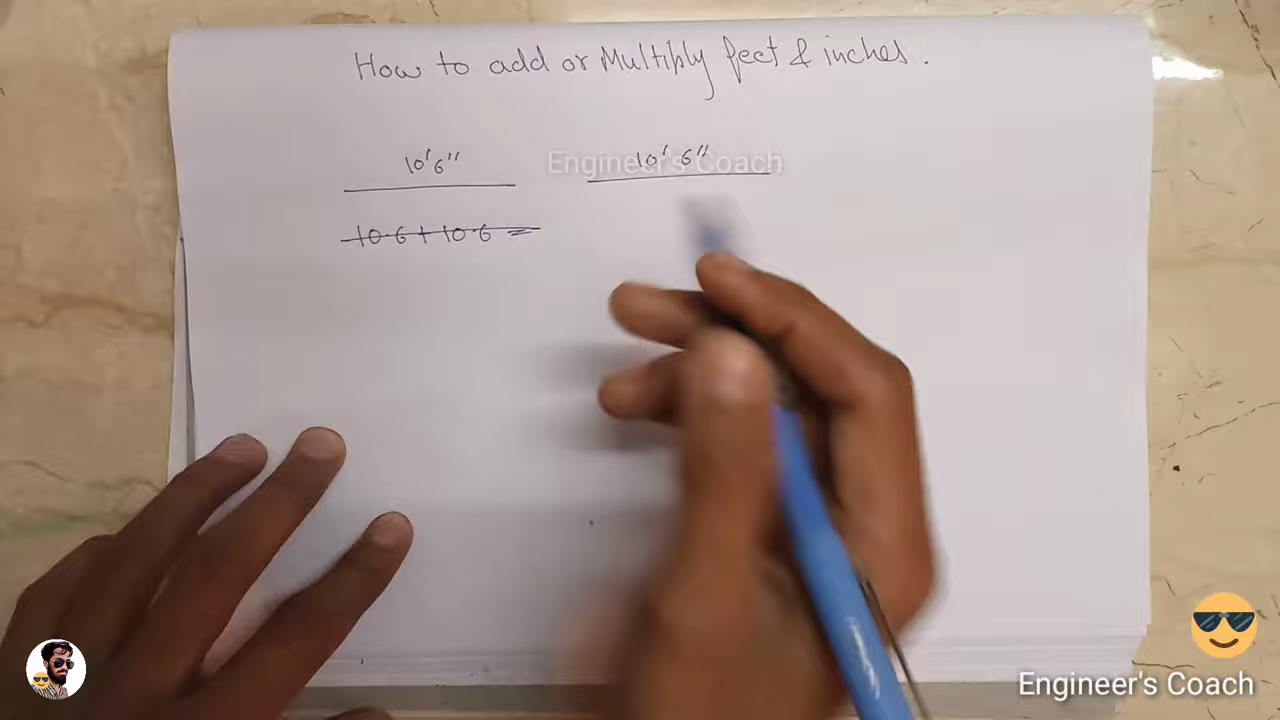 How to add or Multiply feet & inches.
10'6" 10' 6"
Engineer's Coach
10.6 + 10.6 =
Engineer's Coach